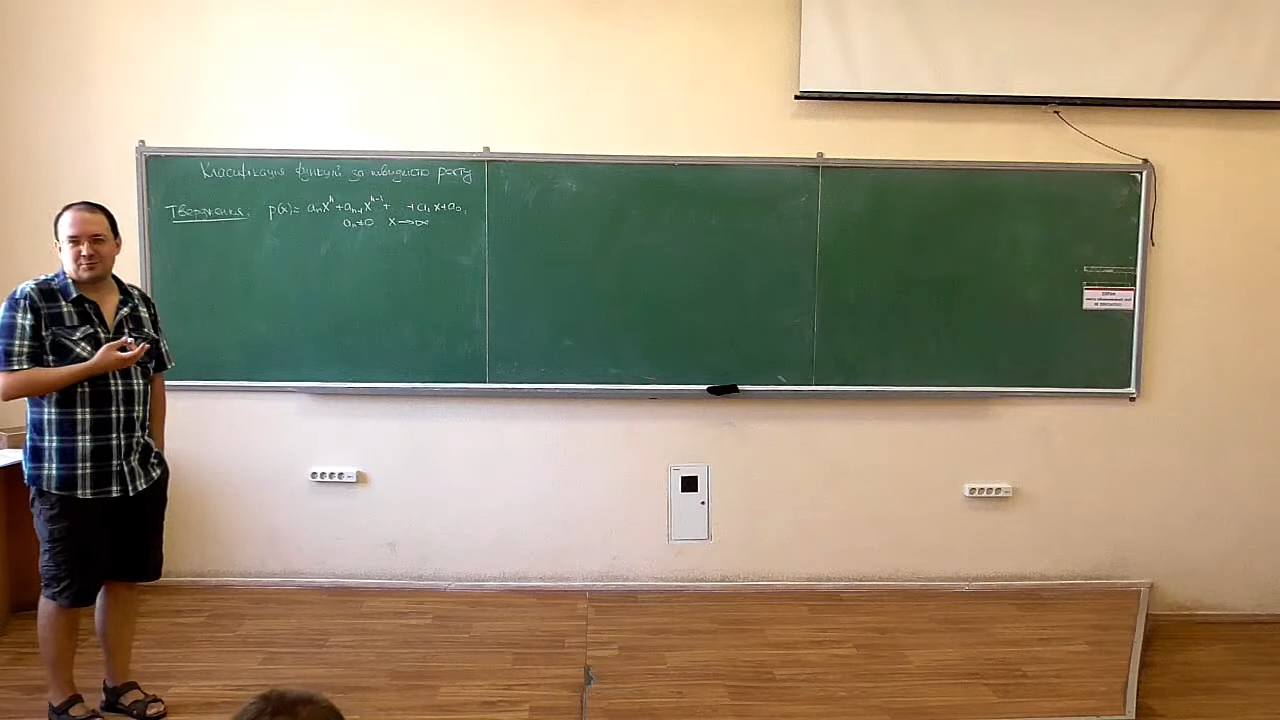 Класифікація функцій за швидкістю росту
Твердження. p(x) = aₙxⁿ + aₙ₋₁xⁿ⁻¹ + ... + a₁x + a₀,
aₙ ≠ 0 x → ∞